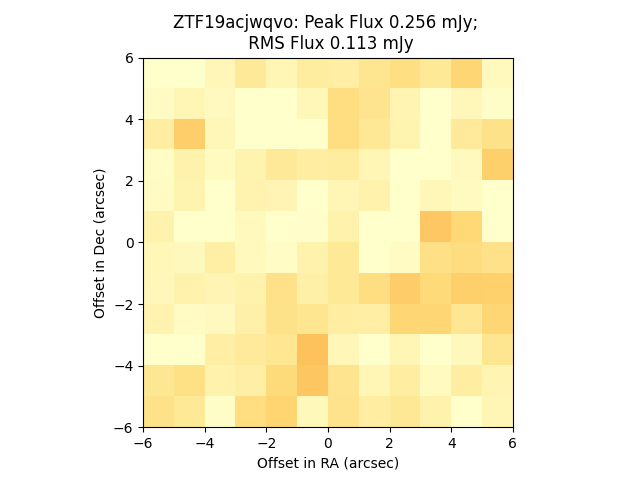 ZTF19acjwqvo: Peak Flux 0.256 mJy;
RMS Flux 0.113 mJy
6
4
2
0
−2
−4
−6
Offset in Dec (arcsec)
−6 −4 −2 0 2 4 6
Offset in RA (arcsec)